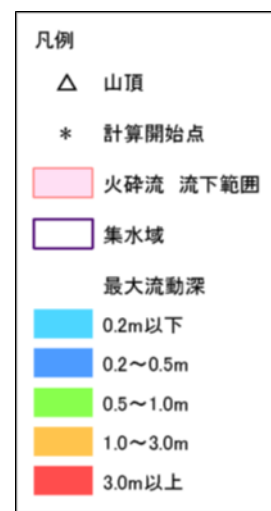 凡例
△ 山頂
* 計算開始点
火砕流 流下範囲
集水域
最大流動深
0.2m以下
0.2～0.5m
0.5～1.0m
1.0～3.0m
3.0m以上